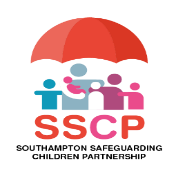 SSCP
SOUTHAMPTON SAFEGUARDING
CHILDREN PARTNERSHIP